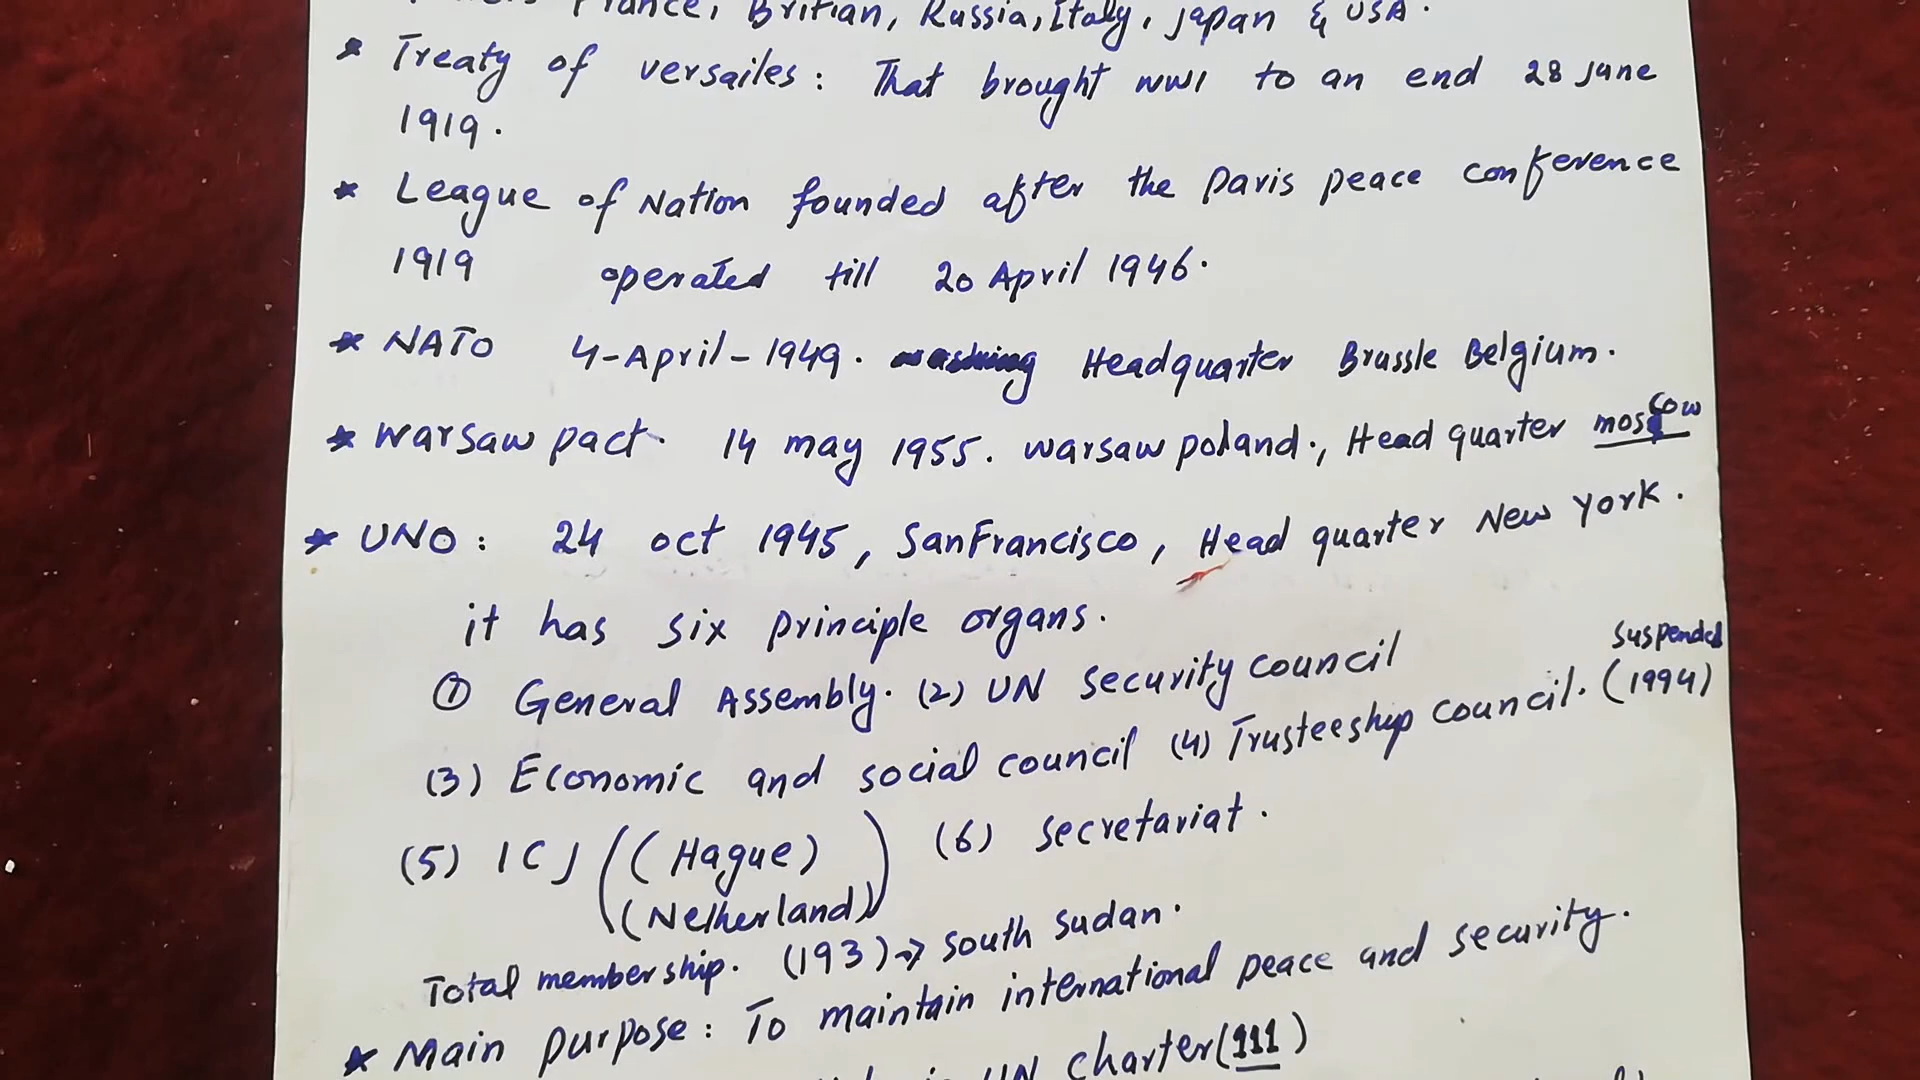 France, Britian, Russia, Italy, japan & USA.
* Treaty of versailes: That brought WW1 to an end 28 June
1919.
* League of Nation founded after the Paris peace conference
1919 operated till 20 April 1946.
* NATO 4-April-1949. Headquarter Brussle Belgium.
* Warsaw pact. 14 may 1955. warsaw poland., Head quarter moscow
* UNO: 24 oct 1945, SanFrancisco, Head quarter New York.
it has six principle organs.
① General Assembly. (2) UN Security council
suspended
(3) Economic and social council (4) Trusteeship council. (1994)
(5) ICJ ((Hague) (6) Secretariat.
(Netherland))
Total membership. (193) → South Sudan.
* Main purpose: To maintain international peace and security.
UN charter (111)